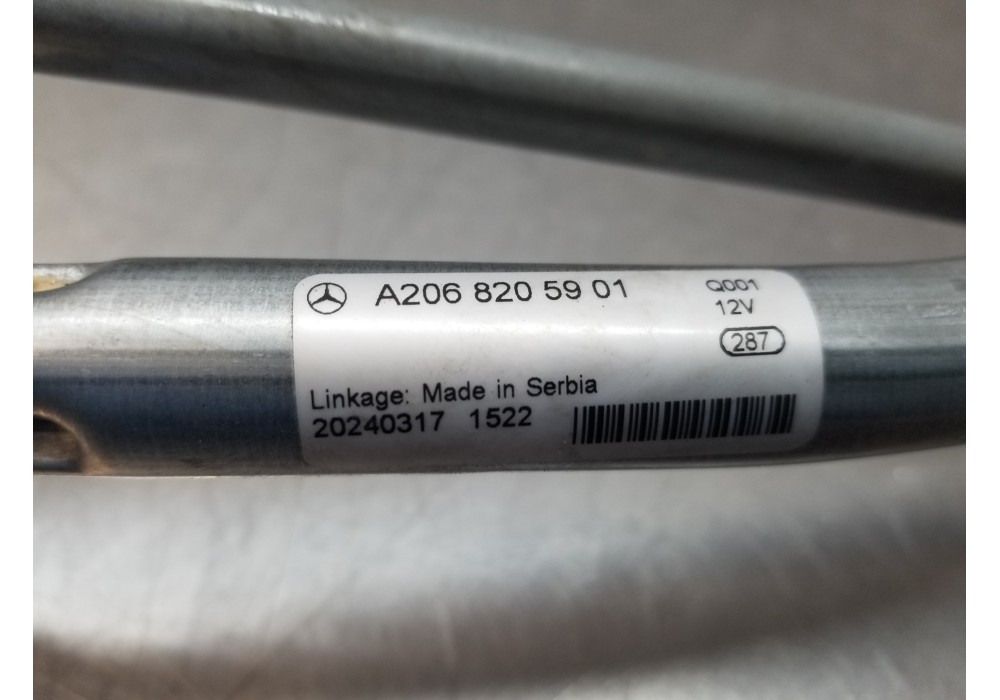 A206 820 59 01
Q001
12V
287
Linkage: Made in Serbia
20240317 1522